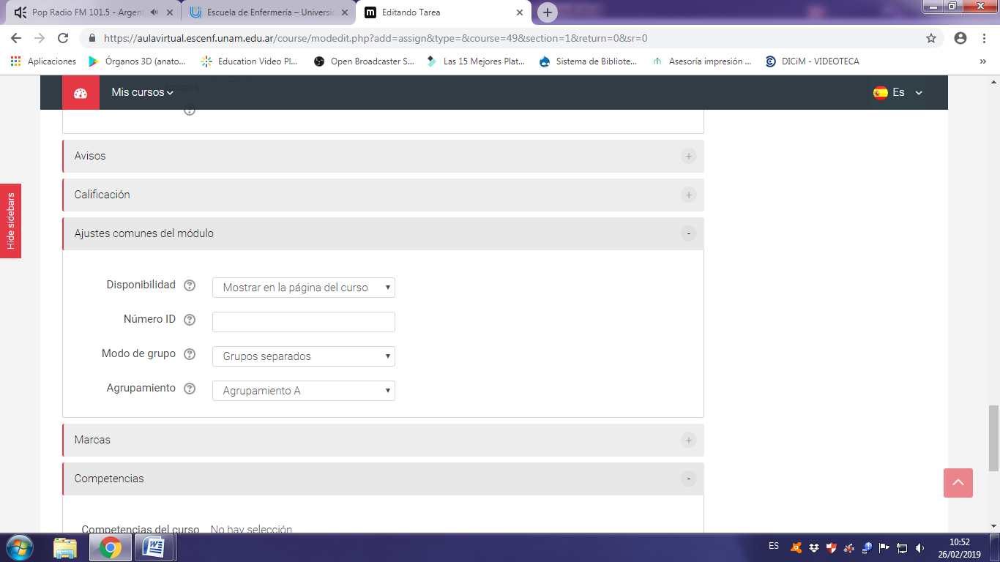 Pop Radio FM 101.5 - Argent
Escuela de Enfermería – Universid
Editando Tarea
https://aulavirtual.escenf.unam.edu.ar/course/modedit.php?add=assign&type=&course=49&section=1&return=0&sr=0
Aplicaciones
Órganos 3D (anato...
Education Video Pl...
Open Broadcaster S...
Las 15 Mejores Plat...
Sistema de Bibliote...
Asesoría impresión ...
DICiM - VIDEOTECA
»
Mis cursos
grupos
Es
Hide sidebars
Avisos
Calificación
Ajustes comunes del módulo
Disponibilidad
Mostrar en la página del curso
Número ID
Modo de grupo
Grupos separados
Agrupamiento
Agrupamiento A
Marcas
Competencias
Competencias del curso
No hay selección
ES
10:52
26/02/2019